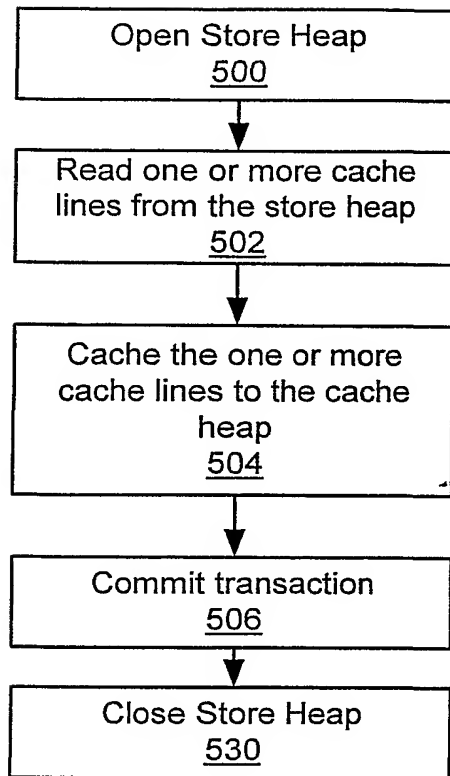 Open Store Heap
500
Read one or more cache
lines from the store heap
502
Cache the one or more
cache lines to the cache
heap
504
Commit transaction
506
Close Store Heap
530